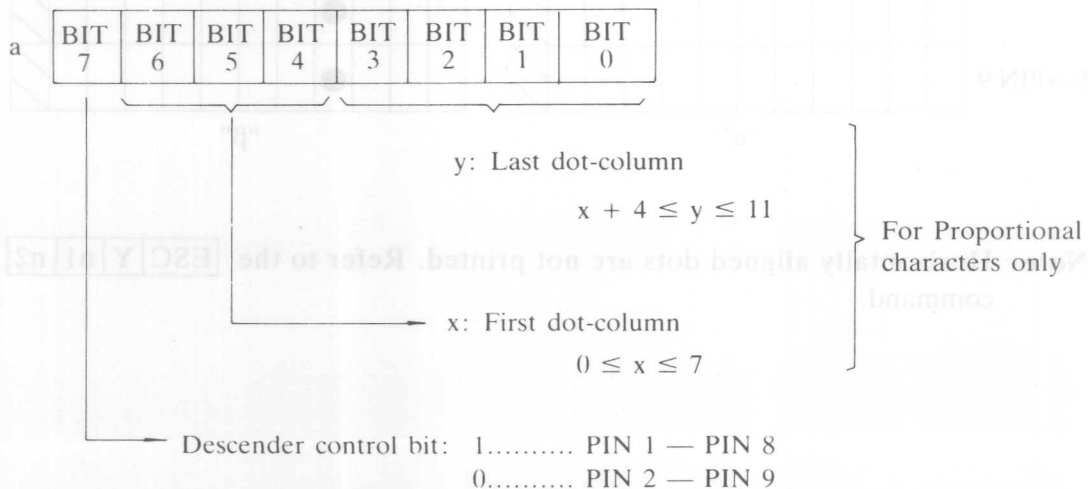 a BIT 7 BIT 6 BIT 5 BIT 4 BIT 3 BIT 2 BIT 1 BIT 0
y: Last dot-column
x + 4 ≤ y ≤ 11
For Proportional
characters only
x: First dot-column
0 ≤ x ≤ 7
Descender control bit: 1.......... PIN 1 — PIN 8
0.......... PIN 2 — PIN 9